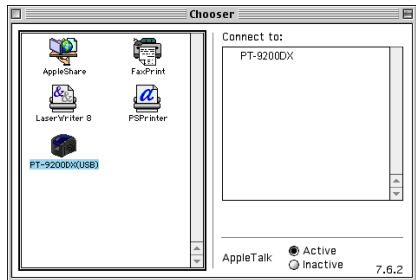 Chooser
AppleShare
FaxPrint
LaserWriter 8
PSPrinter
PT-9200DX(USB)
Connect to:
PT-9200DX
AppleTalk
Active
Inactive
7.6.2